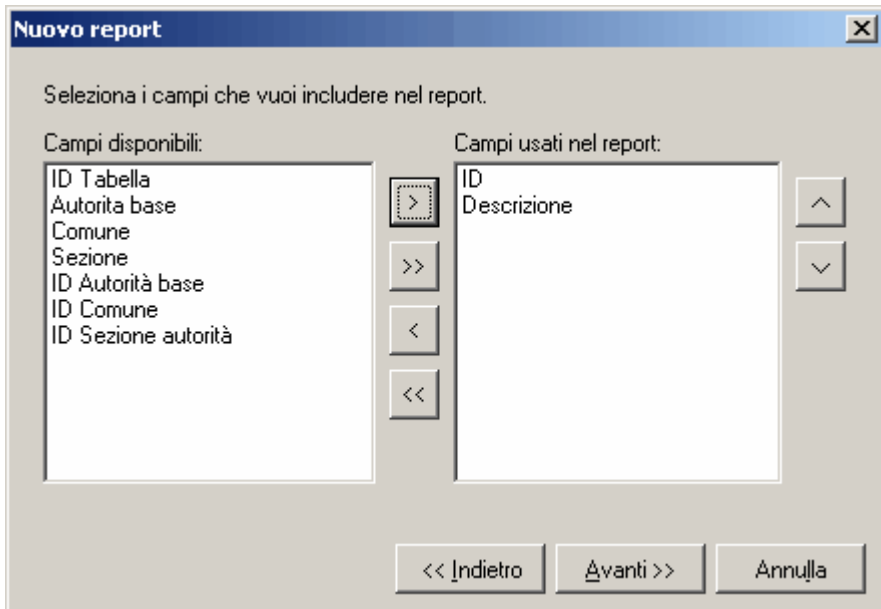 Nuovo report
Seleziona i campi che vuoi includere nel report.
Campi disponibili:
ID Tabella
Autorita base
Comune
Sezione
ID Autorità base
ID Comune
ID Sezione autorità
>
>>
<
<<
Campi usati nel report:
ID
Descrizione
<< Indietro
Avanti >>
Annulla